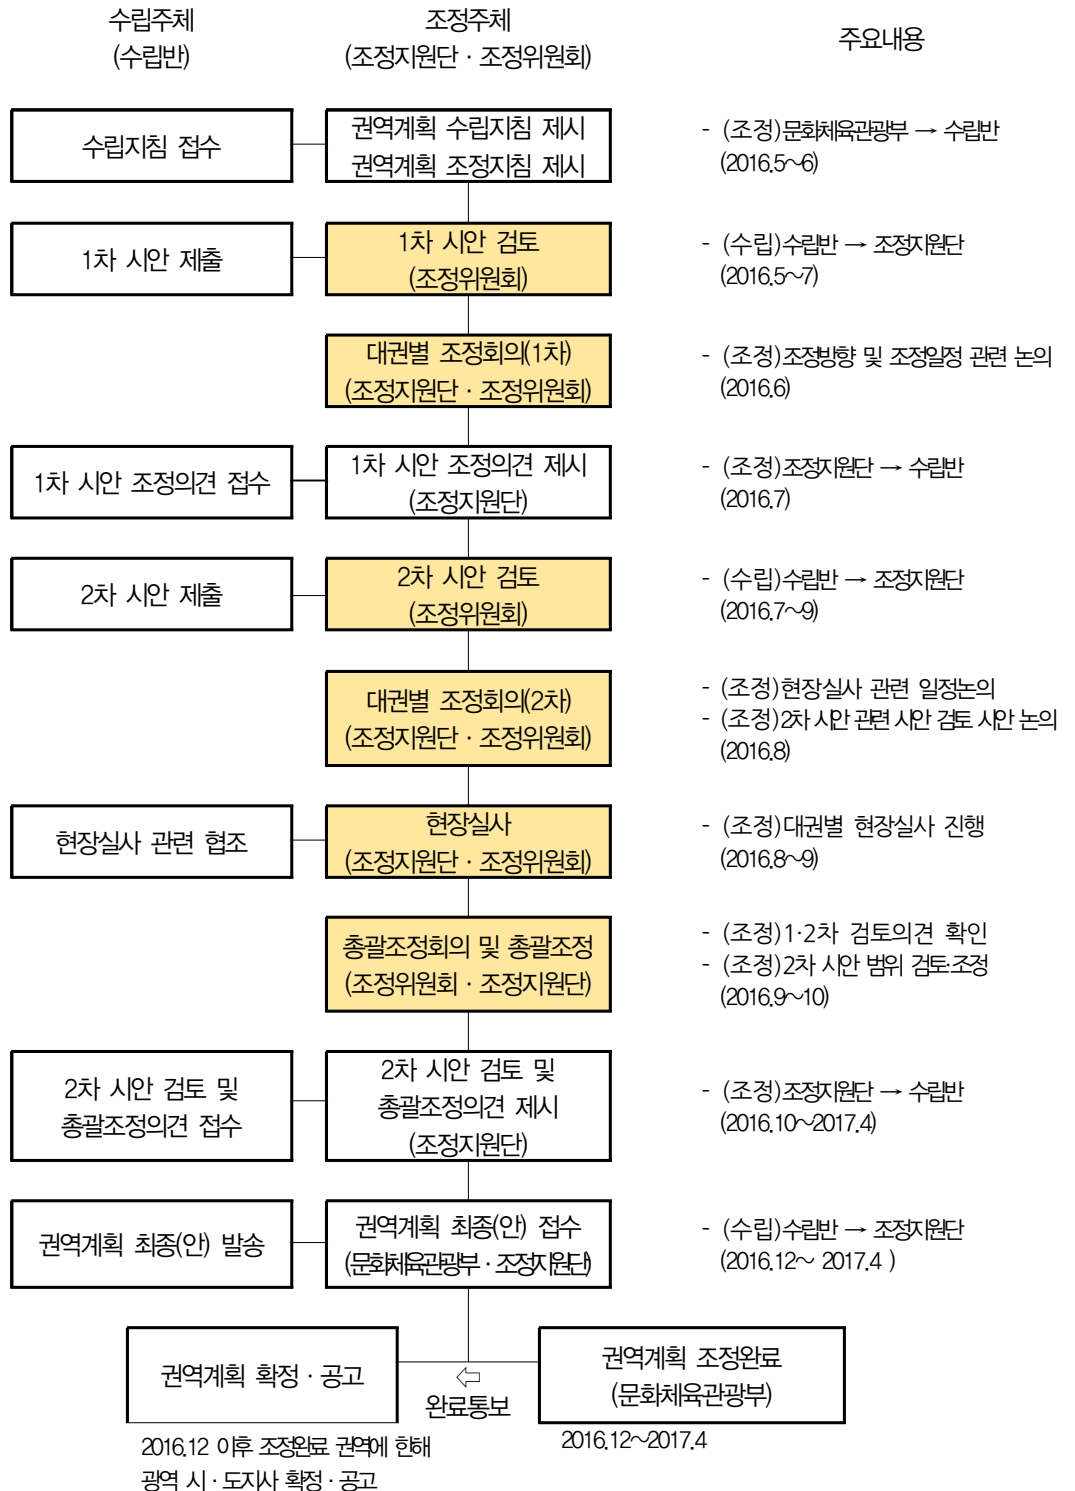 수립주체
(수립반)
조정주체
(조정지원단 · 조정위원회)
주요내용
수립지침 접수
권역계획 수립지침 제시
권역계획 조정지침 제시
- (조정)문화체육관광부 → 수립반
(2016.5~6)
1차 시안 제출
1차 시안 검토
(조정위원회)
- (수립)수립반 → 조정지원단
(2016.5~7)
대권별 조정회의(1차)
(조정지원단 · 조정위원회)
- (조정)조정방향 및 조정일정 관련 논의
(2016.6)
1차 시안 조정의견 접수
1차 시안 조정의견 제시
(조정지원단)
- (조정)조정지원단 → 수립반
(2016.7)
2차 시안 제출
2차 시안 검토
(조정위원회)
- (수립)수립반 → 조정지원단
(2016.7~9)
대권별 조정회의(2차)
(조정지원단 · 조정위원회)
- (조정)현장실사 관련 일정논의
- (조정)2차 시안 관련 시안 검토 시안 논의
(2016.8)
현장실사 관련 협조
현장실사
(조정지원단 · 조정위원회)
- (조정)대권별 현장실사 진행
(2016.8~9)
총괄조정회의 및 총괄조정
(조정위원회 · 조정지원단)
- (조정)1·2차 검토의견 확인
- (조정)2차 시안 범위 검토·조정
(2016.9~10)
2차 시안 검토 및
총괄조정의견 접수
2차 시안 검토 및
총괄조정의견 제시
(조정지원단)
- (조정)조정지원단 → 수립반
(2016.10~2017.4)
권역계획 최종(안) 발송
권역계획 최종(안) 접수
(문화체육관광부 · 조정지원단)
- (수립)수립반 → 조정지원단
(2016.12~ 2017.4 )
권역계획 확정 · 공고
⇦
완료통보
권역계획 조정완료
(문화체육관광부)
2016.12 이후 조정완료 권역에 한해
광역 시 · 도지사 확정 · 공고
2016.12~2017.4